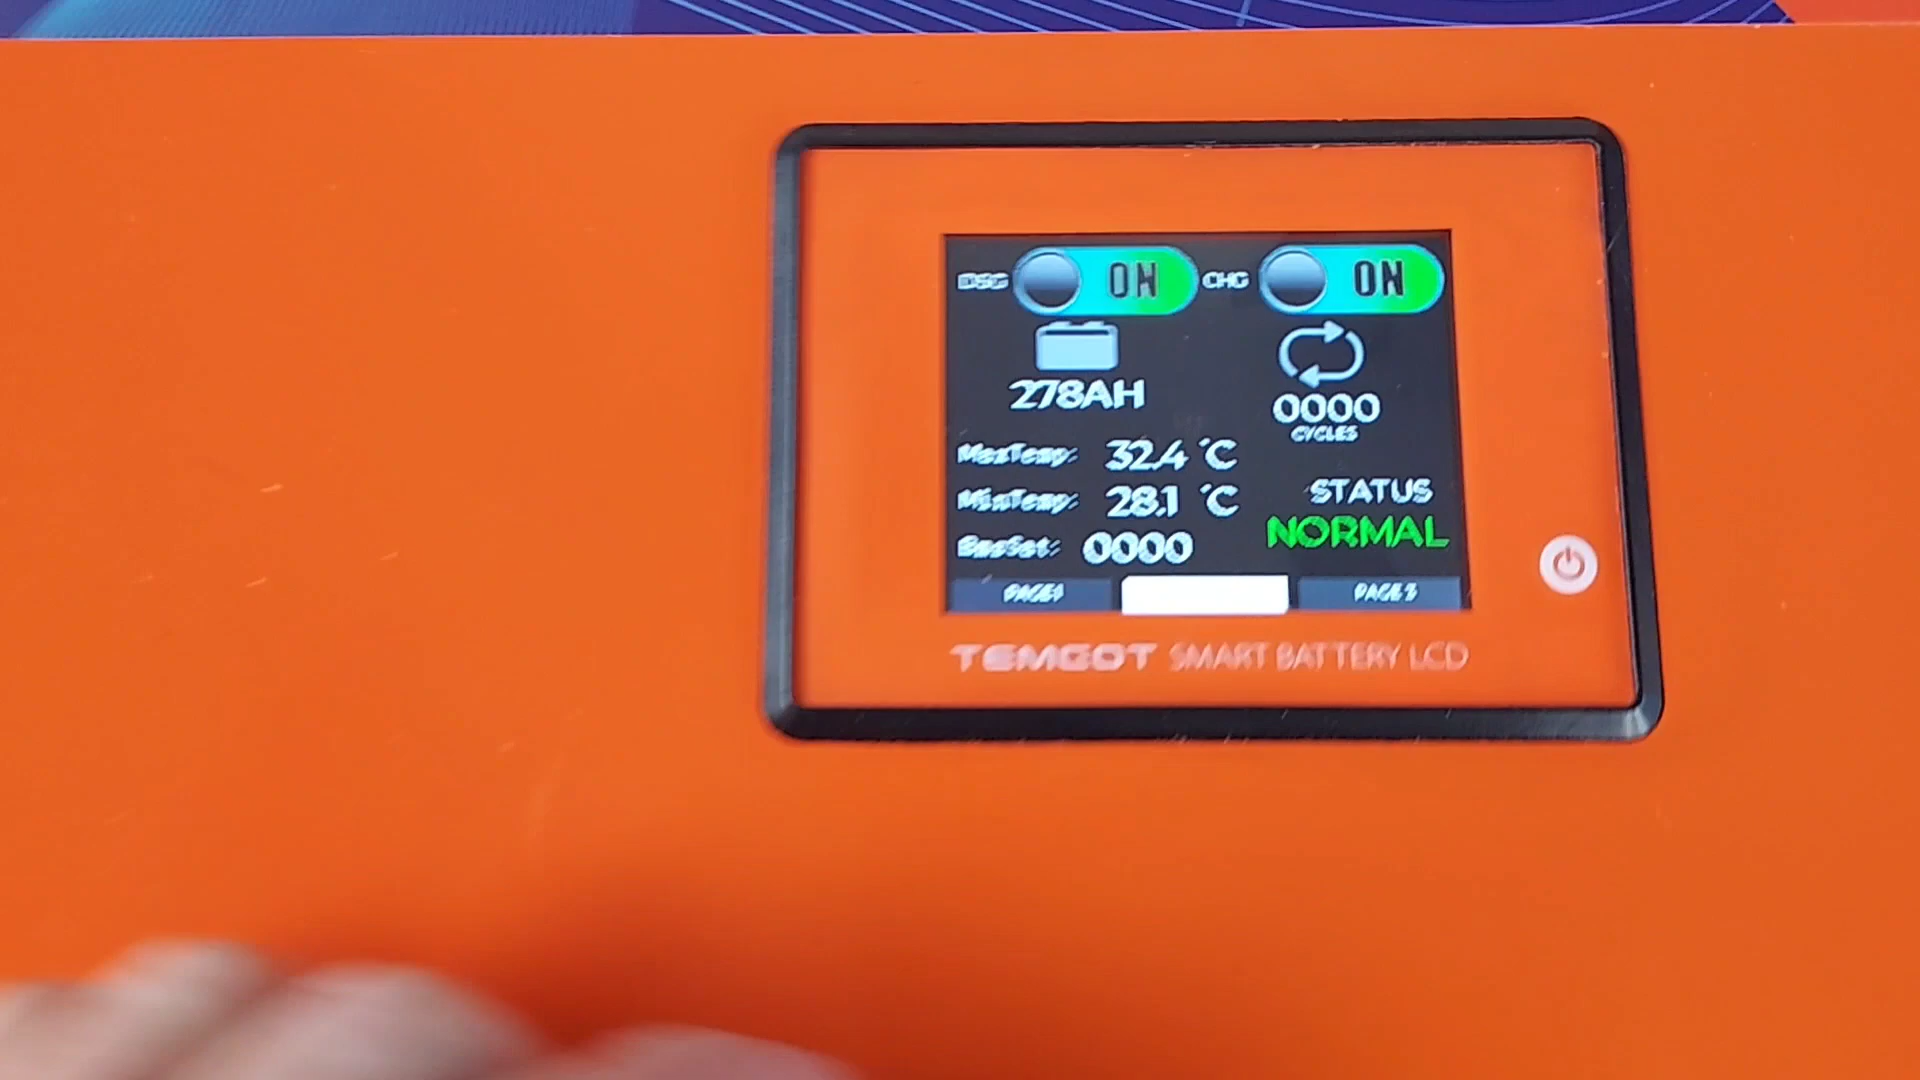 DSG ON CHG ON
278AH
0000
CYCLES
MaxTemp: 32.4 °C
MinTemp: 28.1 °C
STATUS
NORMAL
0000
PAGE1
PAGE3
TEMGOT SMART BATTERY LCD